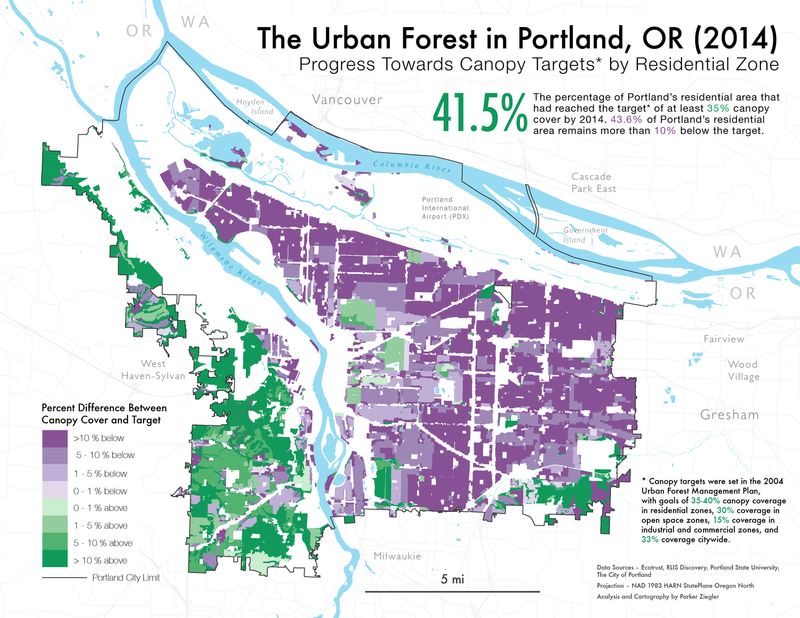 The Urban Forest in Portland, OR (2014)
Progress Towards Canopy Targets* by Residential Zone
41.5%
The percentage of Portland's residential area that
had reached the target* of at least 35% canopy
cover by 2014. 43.6% of Portland's residential
area remains more than 10% below the target.
OR
WA
Hayden
Island
Vancouver
Columbia River
Cascade
Park East
Portland
International
Airport (PDX)
Government
Island
WA
OR
Willamette River
Fairview
Wood
Village
Gresham
West
Haven-Sylvan
Milwaukie
Percent Difference Between
Canopy Cover and Target
>10 % below
5 - 10 % below
1 - 5 % below
0 - 1 % below
0 - 1 % above
1 - 5 % above
5 - 10 % above
> 10 % above
Portland City Limit
5 mi
* Canopy targets were set in the 2004
Urban Forest Management Plan,
with goals of 35-40% canopy coverage
in residential zones, 30% coverage in
open space zones, 15% coverage in
industrial and commercial zones, and
33% coverage citywide.
Data Sources – Ecotrust, RLIS Discovery, Portland State University,
The City of Portland
Projection – NAD 1983 HARN StatePlane Oregon North
Analysis and Cartography by Parker Ziegler